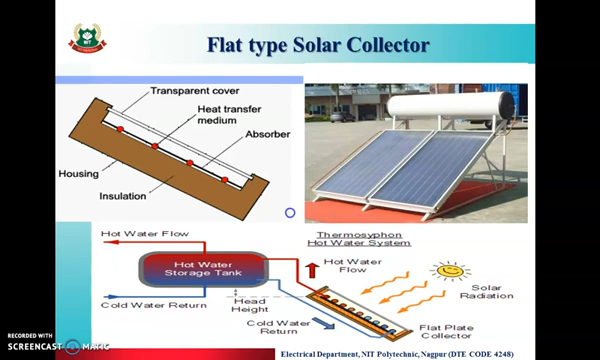 Flat type Solar Collector
NIT
Transparent cover
Heat transfer
medium
Absorber
Housing
Insulation
Thermosyphon
Hot Water System
Hot Water Flow
Hot Water
Storage Tank
Cold Water Return
Head
Height
Hot Water
Flow
Cold Water
Return
Solar
Radiation
Flat Plate
Collector
RECORDED WITH
SCREENCAST MATIC
Electrical Department, NIT Polytechnic, Nagpur (DTE CODE 4248)